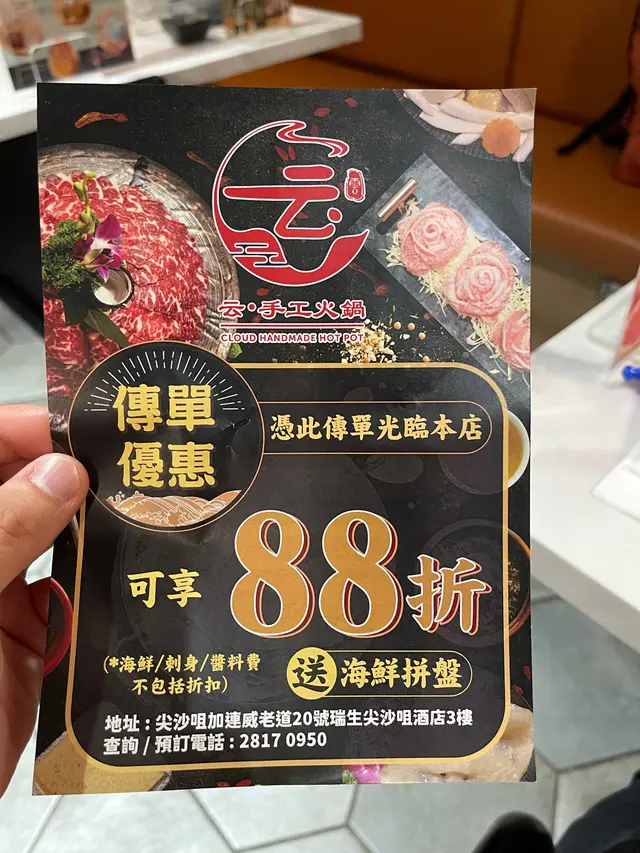 云
云·手工火鍋
CLOUD HANDMADE HOT POT
傳單
優惠
憑此傳單光臨本店
可享 88折
(*海鮮/刺身/醬料費
不包括折扣)
送 海鮮拼盤
地址：尖沙咀加連威老道20號瑞生尖沙咀酒店3樓
查詢 / 預訂電話：2817 0950